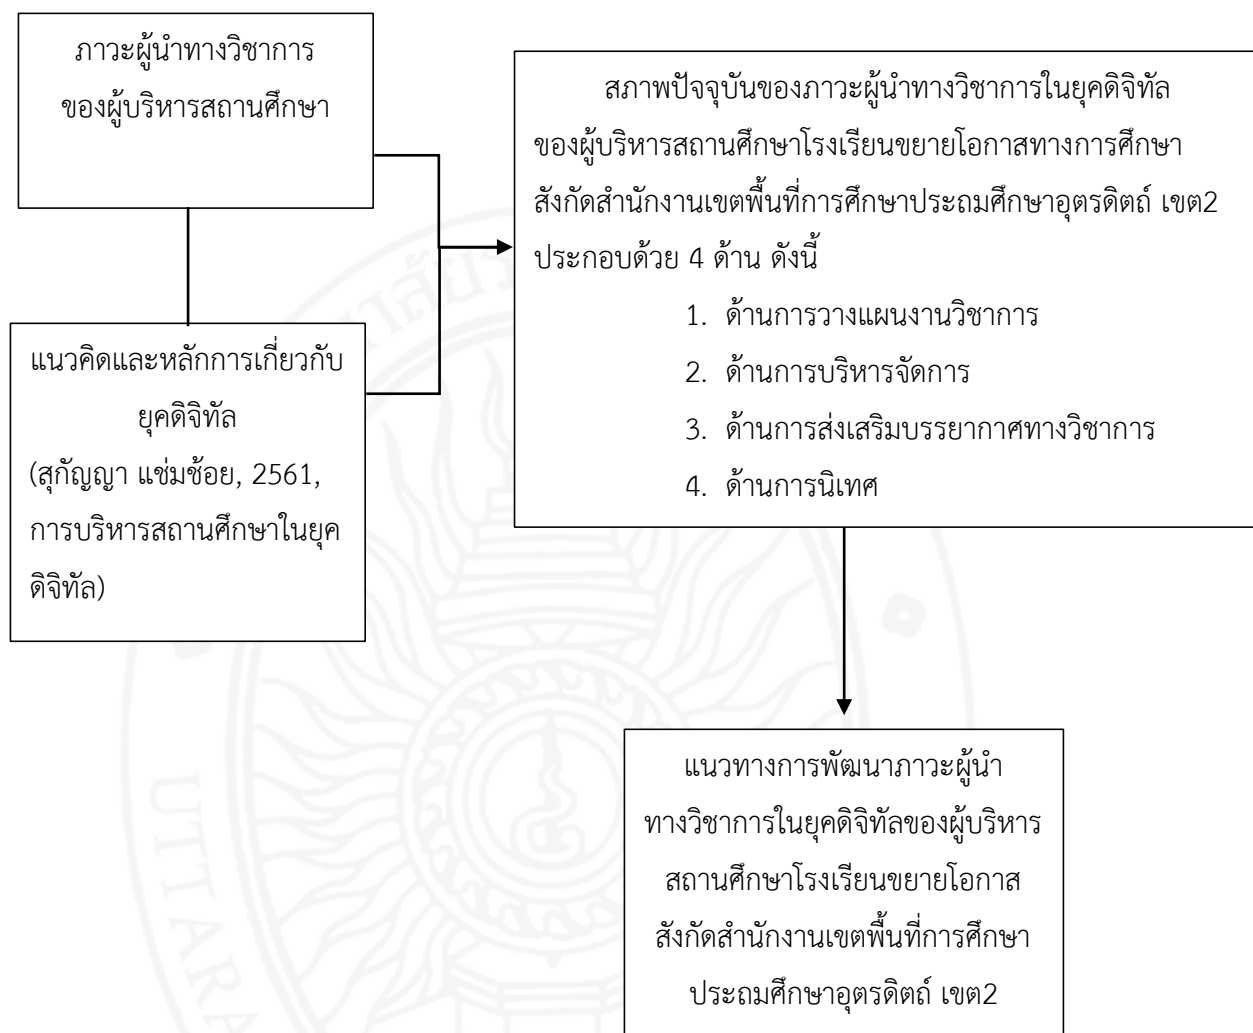 ภาวะผู้นำทางวิชาการ
ของผู้บริหารสถานศึกษา
แนวคิดและหลักการเกี่ยวกับ
ยุคดิจิทัล
(สุกัญญา แช่มช้อย, 2561,
การบริหารสถานศึกษาในยุค
ดิจิทัล)
สภาพปัจจุบันของภาวะผู้นำทางวิชาการในยุคดิจิทัล
ของผู้บริหารสถานศึกษาโรงเรียนขยายโอกาสทางการศึกษา
สังกัดสำนักงานเขตพื้นที่การศึกษาประถมศึกษาอุตรดิตถ์ เขต2
ประกอบด้วย 4 ด้าน ดังนี้
1. ด้านการวางแผนงานวิชาการ
2. ด้านการบริหารจัดการ
3. ด้านการส่งเสริมบรรยากาศทางวิชาการ
4. ด้านการนิเทศ
แนวทางการพัฒนาภาวะผู้นำ
ทางวิชาการในยุคดิจิทัลของผู้บริหาร
สถานศึกษาโรงเรียนขยายโอกาส
สังกัดสำนักงานเขตพื้นที่การศึกษา
ประถมศึกษาอุตรดิตถ์ เขต2
UTTARA